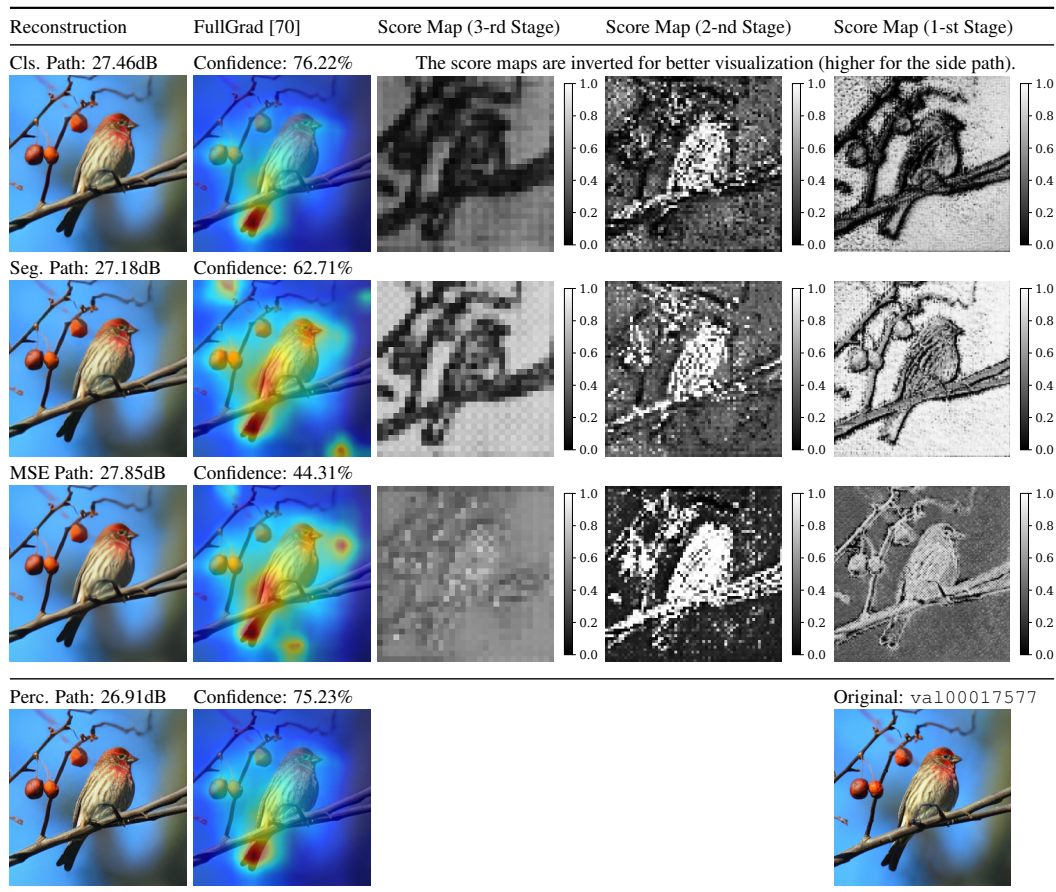 Reconstruction FullGrad [70] Score Map (3-rd Stage) Score Map (2-nd Stage) Score Map (1-st Stage)
Cls. Path: 27.46dB Confidence: 76.22% The score maps are inverted for better visualization (higher for the side path).
1.0 1.0 1.0
0.8 0.8 0.8
0.6 0.6 0.6
0.4 0.4 0.4
0.2 0.2 0.2
0.0 0.0 0.0
Seg. Path: 27.18dB Confidence: 62.71%
1.0 1.0 1.0
0.8 0.8 0.8
0.6 0.6 0.6
0.4 0.4 0.4
0.2 0.2 0.2
0.0 0.0 0.0
MSE Path: 27.85dB Confidence: 44.31%
1.0 1.0 1.0
0.8 0.8 0.8
0.6 0.6 0.6
0.4 0.4 0.4
0.2 0.2 0.2
0.0 0.0 0.0
Perc. Path: 26.91dB Confidence: 75.23% Original: val00017577